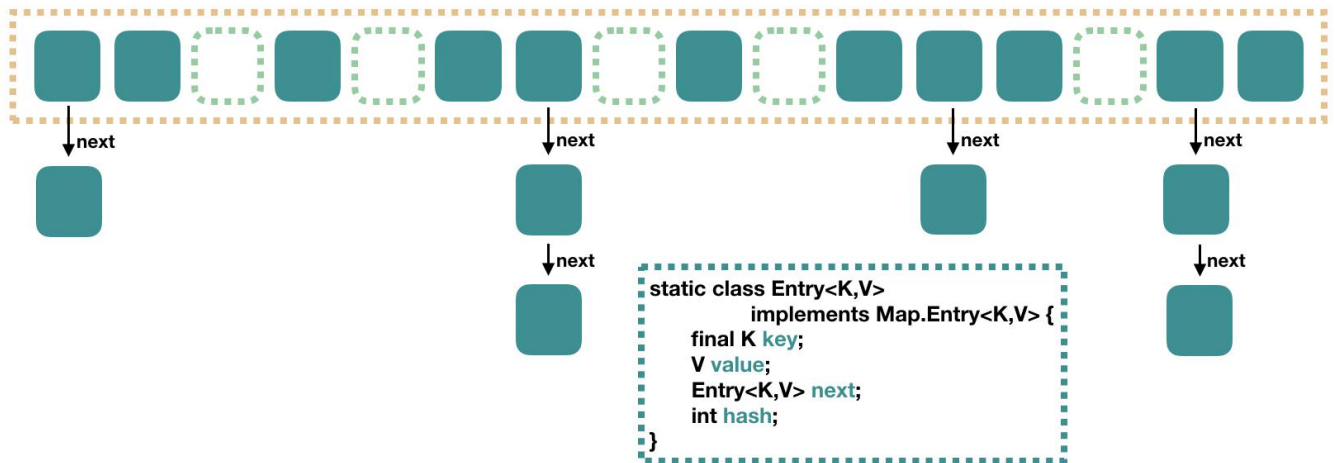 next
next
next
next
next
next
static class Entry<K,V>
implements Map.Entry<K,V> {
final K key;
V value;
Entry<K,V> next;
int hash;
}